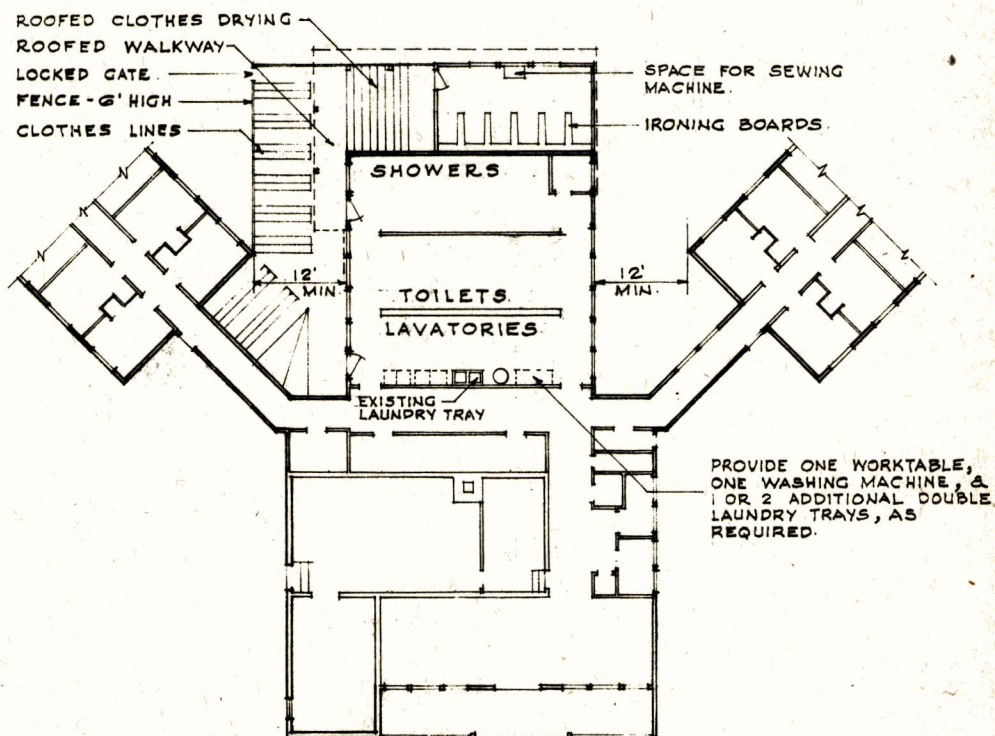 ROOFED CLOTHES DRYING
ROOFED WALKWAY
LOCKED GATE.
FENCE - 6' HIGH
CLOTHES LINES
SPACE FOR SEWING
MACHINE.
IRONING BOARDS.
SHOWERS
12'
MIN.
12'
MIN.
TOILETS.
LAVATORIES.
EXISTING
LAUNDRY TRAY
PROVIDE ONE WORKTABLE,
ONE WASHING MACHINE, &
1 OR 2 ADDITIONAL DOUBLE
LAUNDRY TRAYS, AS
REQUIRED.